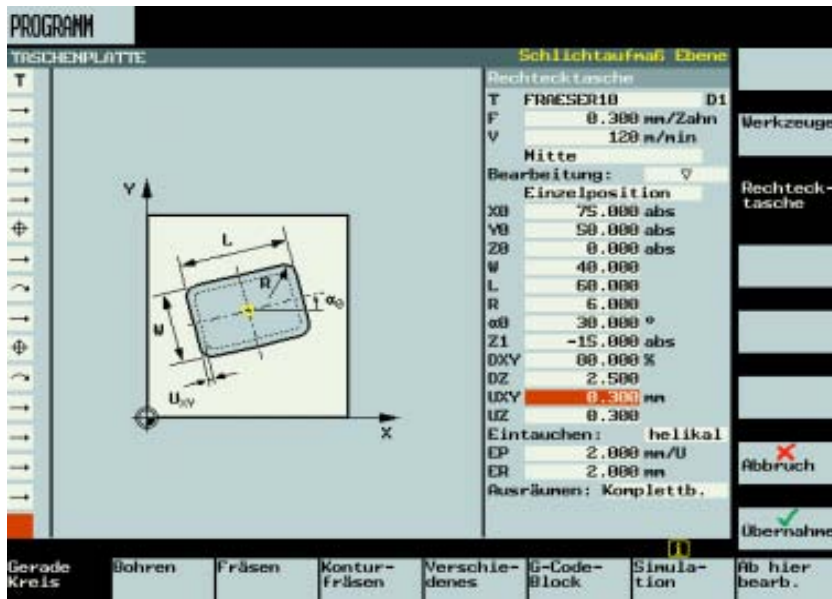 PROGRAMM
TASCHENPLATTE
Schlichtaufmaß Ebene
Rechtecktasche
T FRAESER10 D1
F 0.300 mm/Zahn
V 120 m/min
Mitte
Bearbeitung: ▽
Einzelposition
X0 75.000 abs
Y0 50.000 abs
Z0 0.000 abs
W 40.000
L 60.000
R 6.000
α0 30.000 °
Z1 -15.000 abs
DXY 80.000 %
DZ 2.500
UXY 0.300 mm
UZ 0.300
Eintauchen: helikal
EP 2.000 mm/U
ER 2.000 mm
Ausräumen: Komplettb.
T
Y
L
R
α0
W
UXY
X
Werkzeuge
Rechteck-
tasche
Abbruch
Übernahme
i
Gerade
Kreis
Bohren
Fräsen
Kontur-
fräsen
Verschie-
denes
G-Code-
Block
Simula-
tion
Ab hier
bearb.